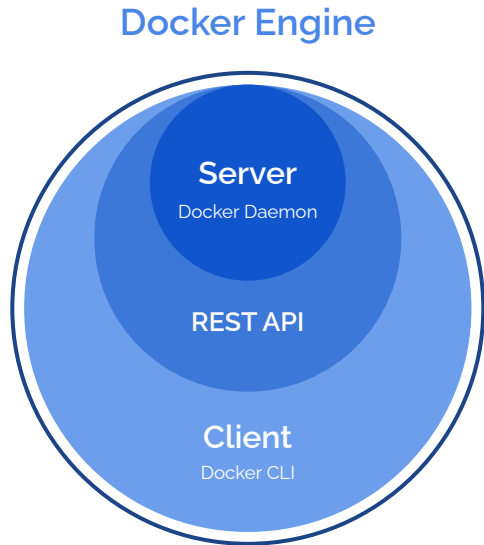 Docker Engine
Server
Docker Daemon
REST API
Client
Docker CLI